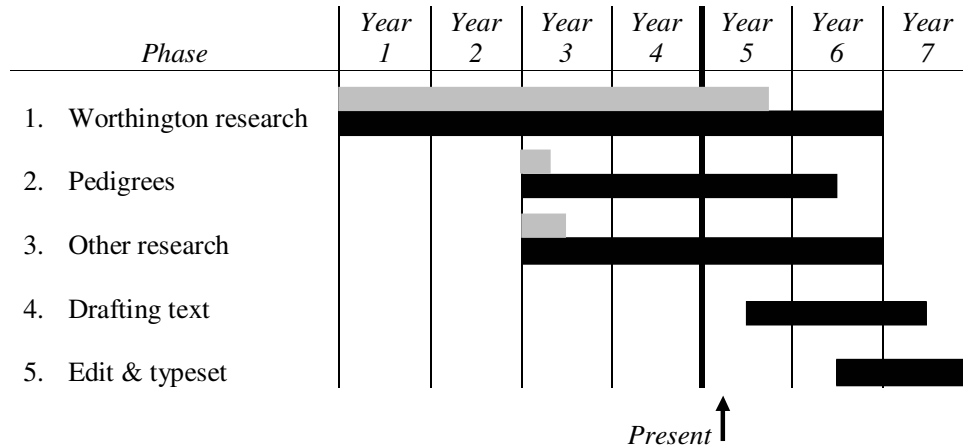 Year Year Year Year Year Year Year
Phase 1 2 3 4 5 6 7
1. Worthington research
2. Pedigrees
3. Other research
4. Drafting text
5. Edit & typeset
Present